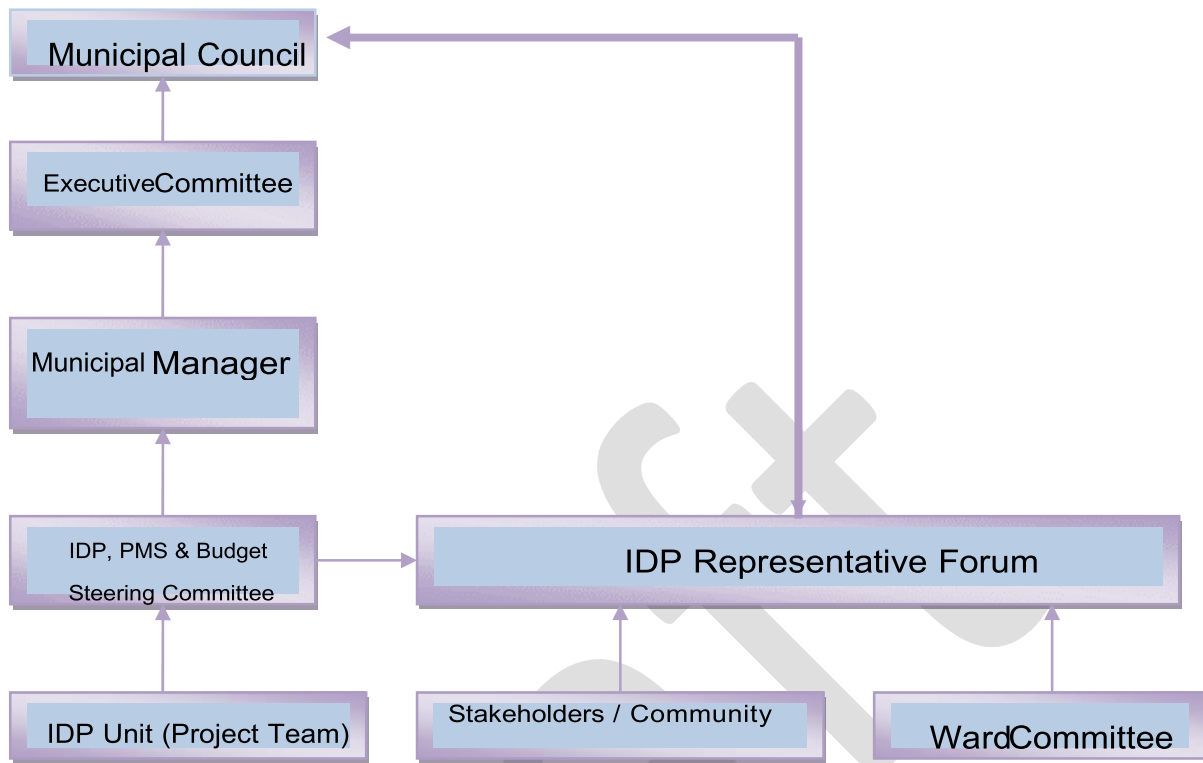 Municipal Council
ExecutiveCommittee
Municipal Manager
IDP, PMS & Budget
Steering Committee
IDP Representative Forum
IDP Unit (Project Team)
Stakeholders / Community
WardCommittee